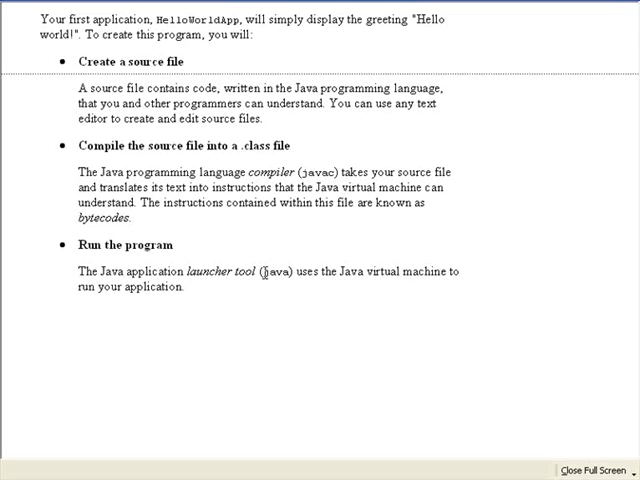 Your first application, HelloWorldApp, will simply display the greeting "Hello
world!". To create this program, you will:
● Create a source file
A source file contains code, written in the Java programming language,
that you and other programmers can understand. You can use any text
editor to create and edit source files.
● Compile the source file into a .class file
The Java programming language compiler (javac) takes your source file
and translates its text into instructions that the Java virtual machine can
understand. The instructions contained within this file are known as
bytecodes.
● Run the program
The Java application launcher tool (java) uses the Java virtual machine to
run your application.
Close Full Screen